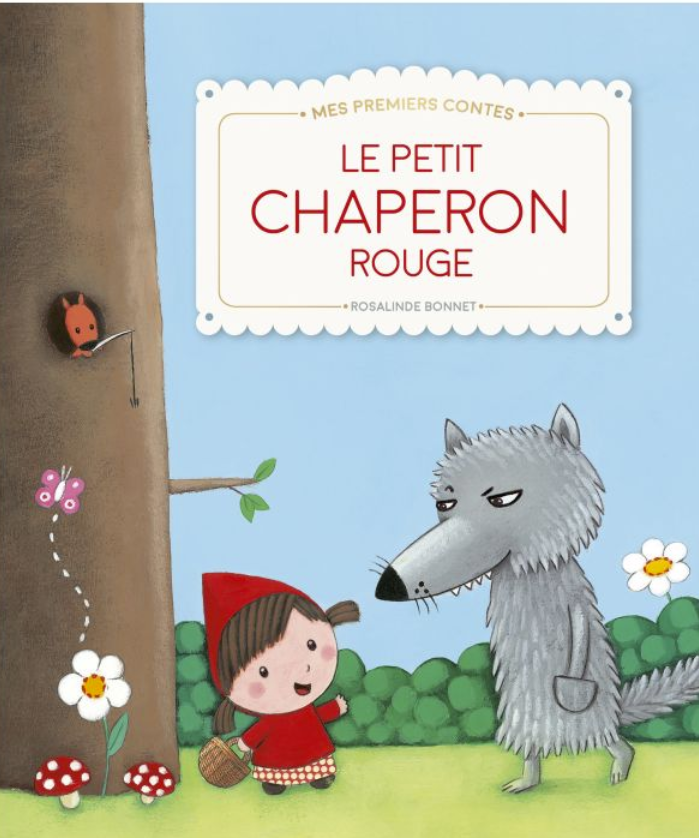 MES PREMIERS CONTES
LE PETIT
CHAPERON
ROUGE
ROSALINDE BONNET